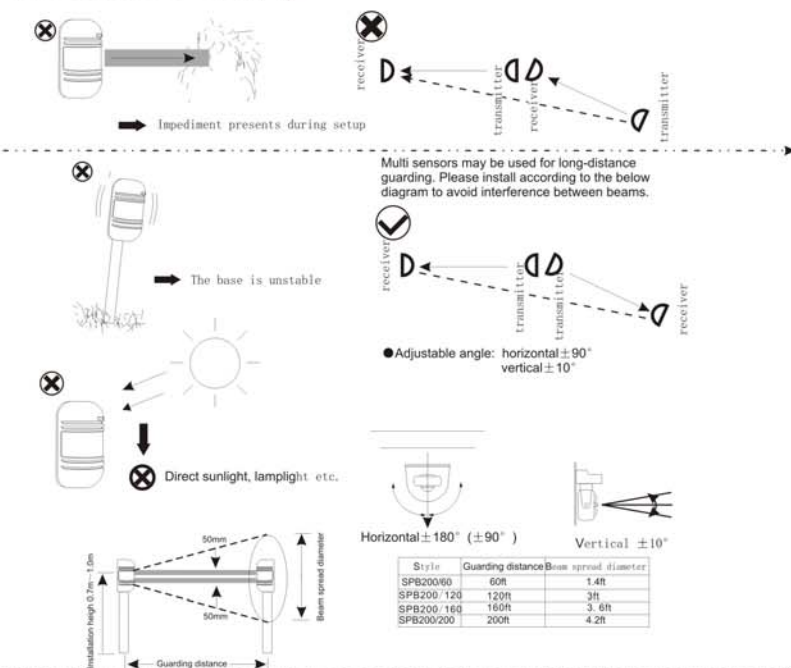 Impediment presents during setup
The base is unstable
Direct sunlight, lamplight etc.
Installation heigh 0.7m~1.0m
50mm
50mm
Beam spread diameter
Guarding distance
receiver
transmitter
receiver
transmitter
Multi sensors may be used for long-distance
guarding. Please install according to the below
diagram to avoid interference between beams.
receiver
transmitter
transmitter
receiver
●Adjustable angle: horizontal±90°
vertical±10°
Horizontal±180° (±90° )
Vertical ±10°
Style Guarding distance Beam spread diameter
SPB200/60 60ft 1.4ft
SPB200/120 120ft 3ft
SPB200/160 160ft 3. 6ft
SPB200/200 200ft 4.2ft